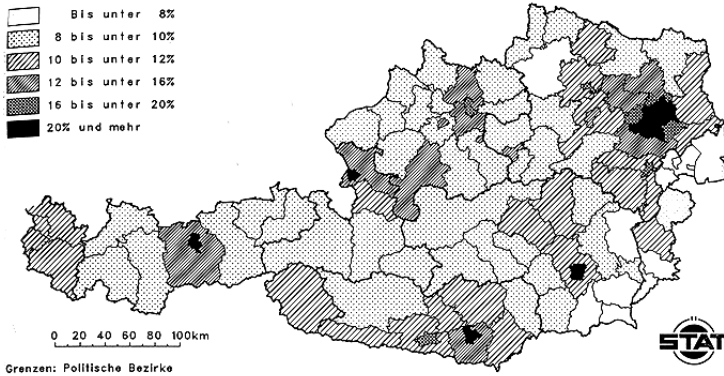 Bis unter 8%
8 bis unter 10%
10 bis unter 12%
12 bis unter 16%
16 bis unter 20%
20% und mehr
0 20 40 60 80 100km
Grenzen: Politische Bezirke
STAT